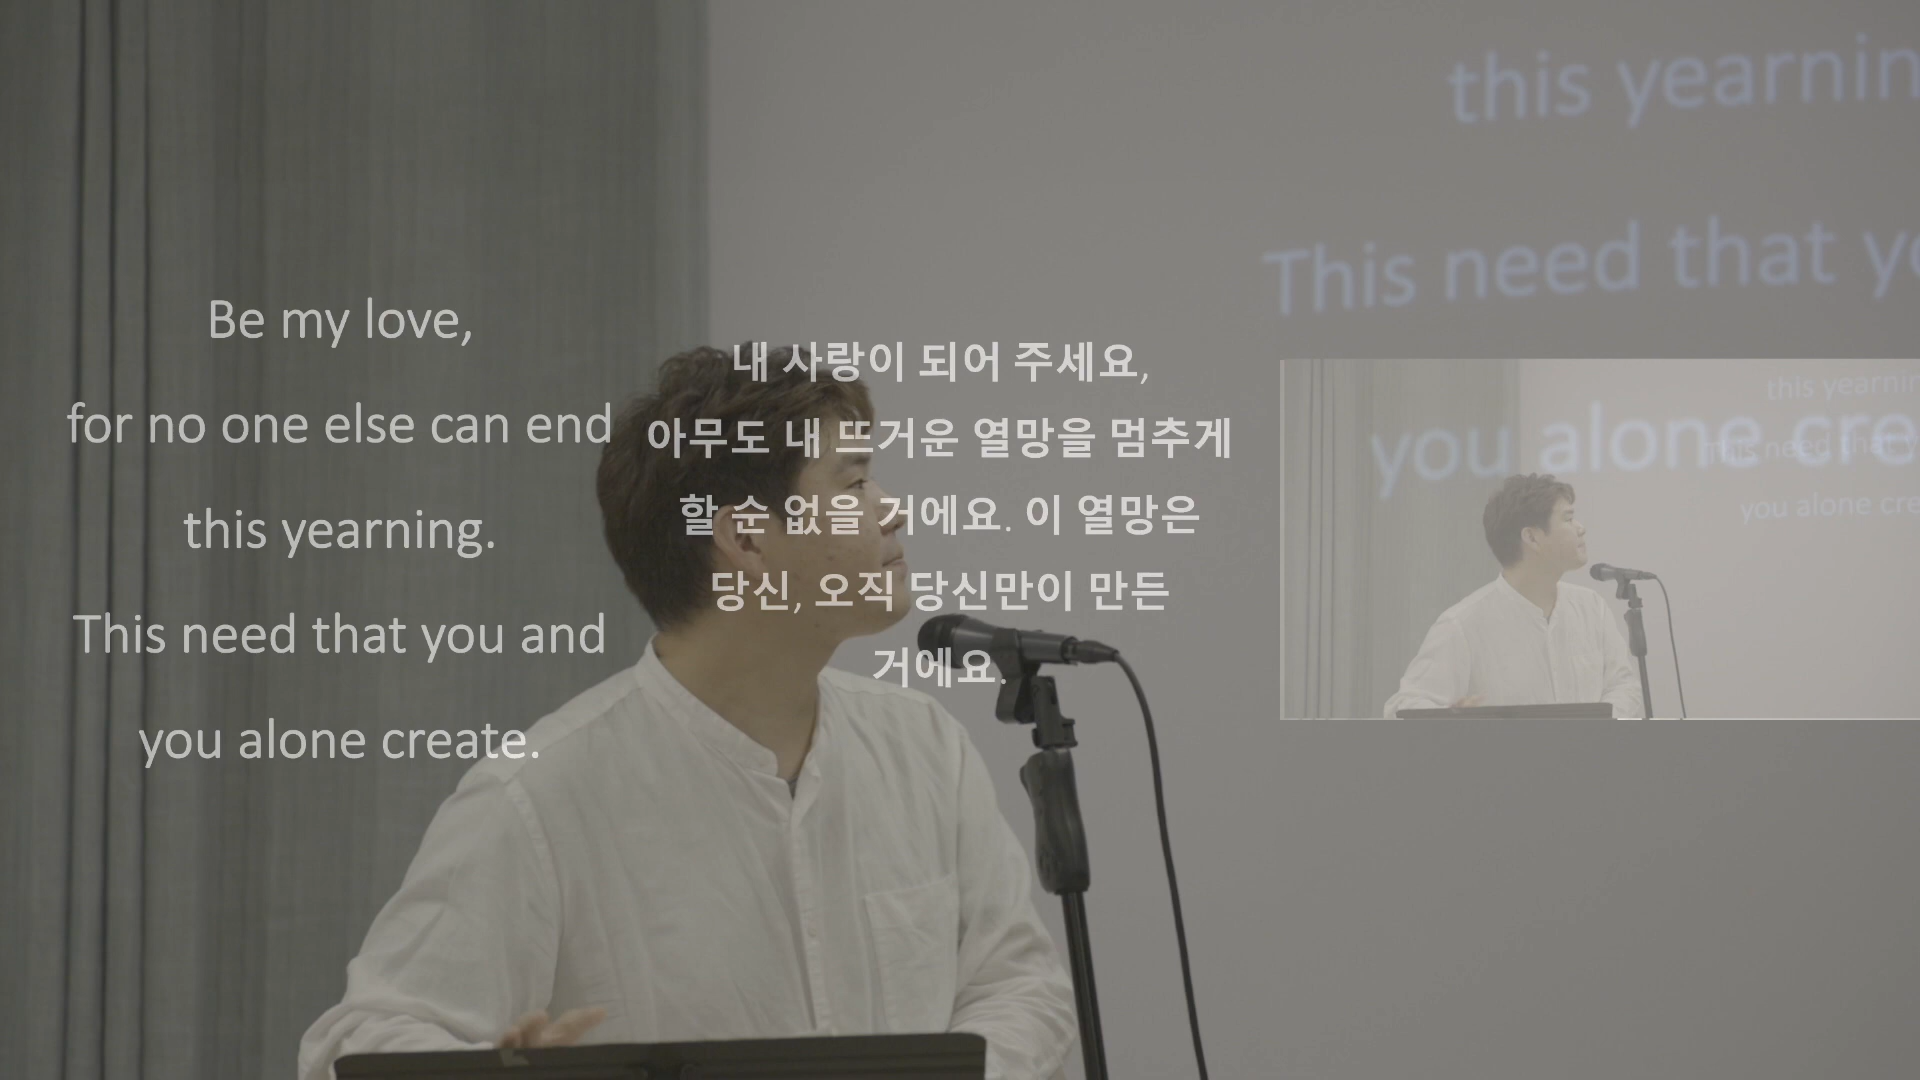 Be my love,
for no one else can end
this yearning.
This need that you and
you alone create.
내 사랑이 되어 주세요,
아무도 내 뜨거운 열망을 멈추게
할 순 없을 거에요. 이 열망은
당신, 오직 당신만이 만든
거에요.
this yearnin
This need that yo
you alone cre
this yearnin
This need that y
you alone cre